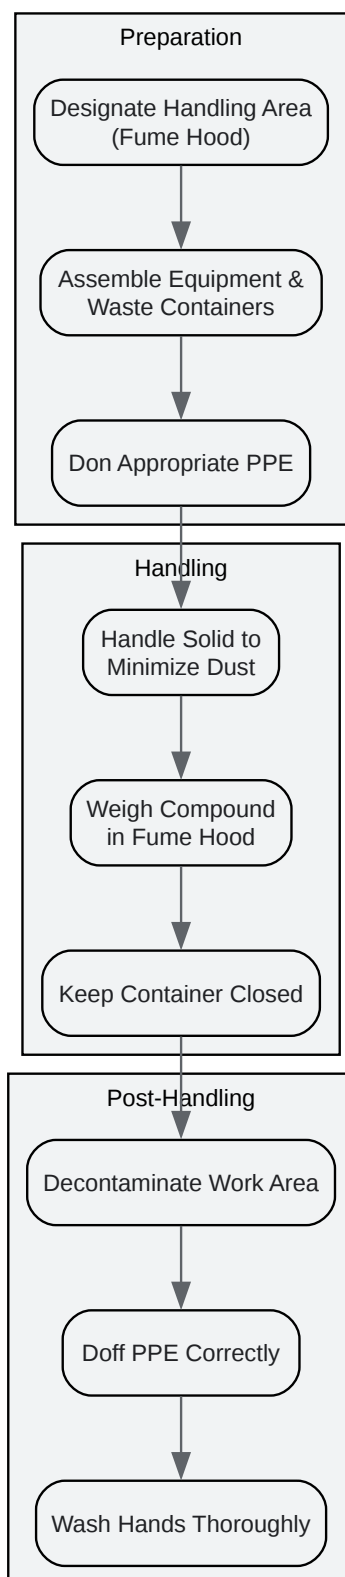 Preparation
Designate Handling Area
(Fume Hood)
Assemble Equipment &
Waste Containers
Don Appropriate PPE
Handling
Handle Solid to
Minimize Dust
Weigh Compound
in Fume Hood
Keep Container Closed
Post-Handling
Decontaminate Work Area
Doff PPE Correctly
Wash Hands Thoroughly